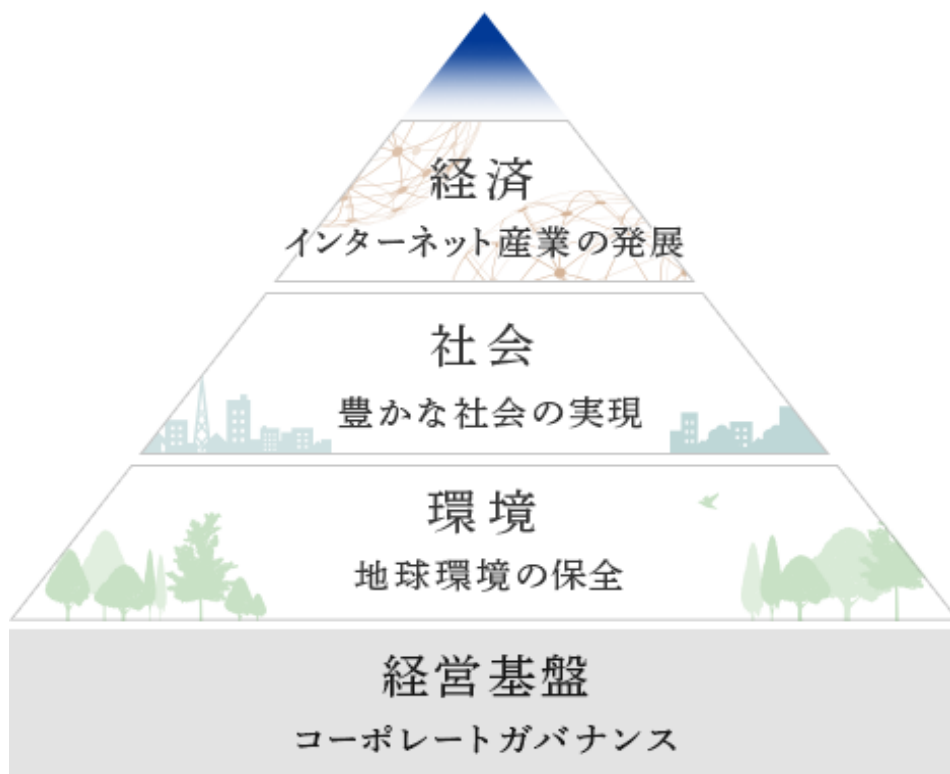 経済
インターネット産業の発展
社会
豊かな社会の実現
環境
地球環境の保全
経営基盤
コーポレートガバナンス